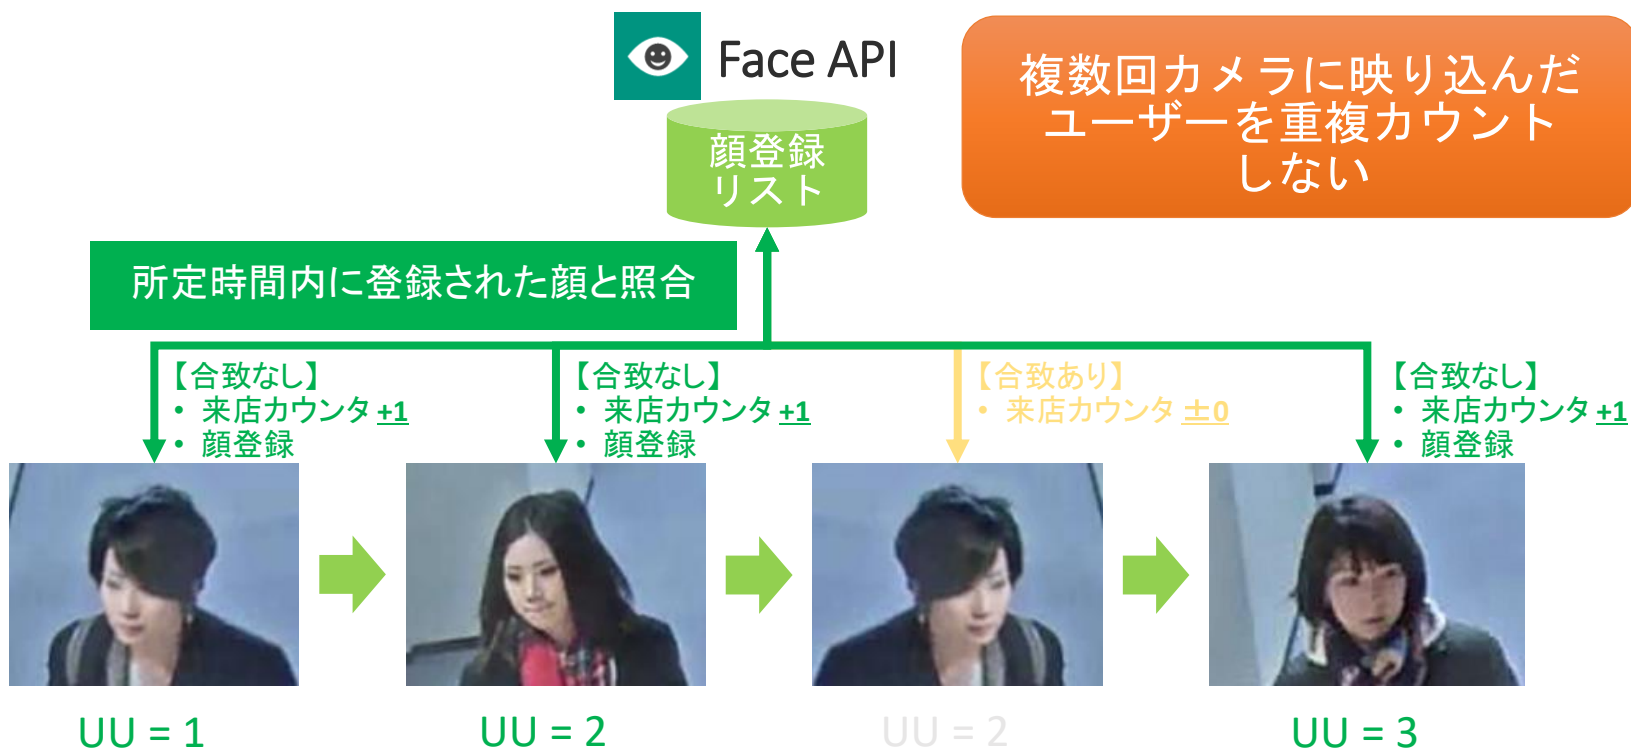 Face API
複数回カメラに映り込んだ
ユーザーを重複カウント
しない
顔登録
リスト
所定時間内に登録された顔と照合
【合致なし】
• 来店カウンタ +1
• 顔登録
【合致なし】
• 来店カウンタ +1
• 顔登録
【合致あり】
• 来店カウンタ ±0
【合致なし】
• 来店カウンタ +1
• 顔登録
UU = 1
UU = 2
UU = 2
UU = 3